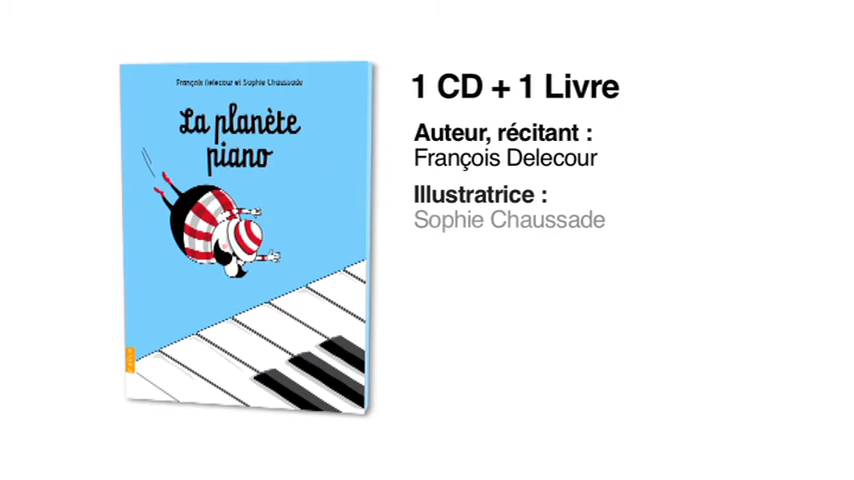 François Delecour et Sophie Chaussade
La planète
piano
1 CD + 1 Livre
Auteur, récitant :
François Delecour
Illustratrice :
Sophie Chaussade